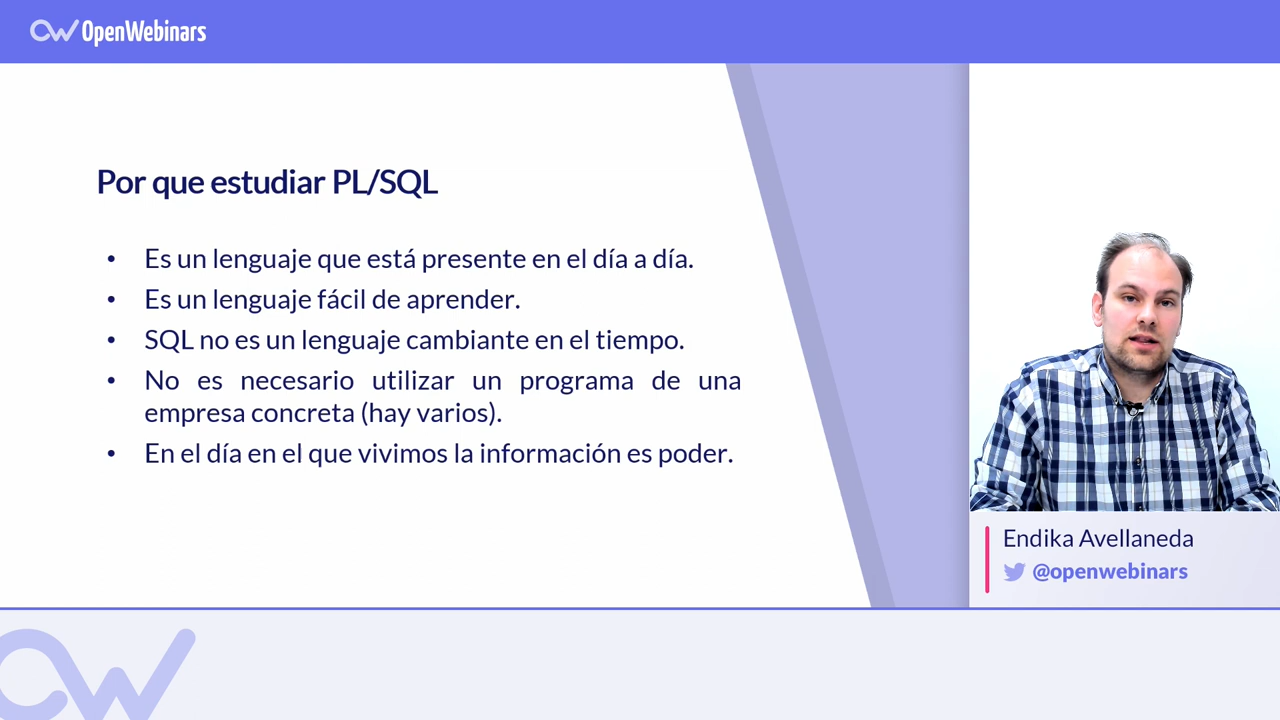 OpenWebinars
Por que estudiar PL/SQL
• Es un lenguaje que está presente en el día a día.
• Es un lenguaje fácil de aprender.
• SQL no es un lenguaje cambiante en el tiempo.
• No es necesario utilizar un programa de una
empresa concreta (hay varios).
• En el día en el que vivimos la información es poder.
Endika Avellaneda
@openwebinars